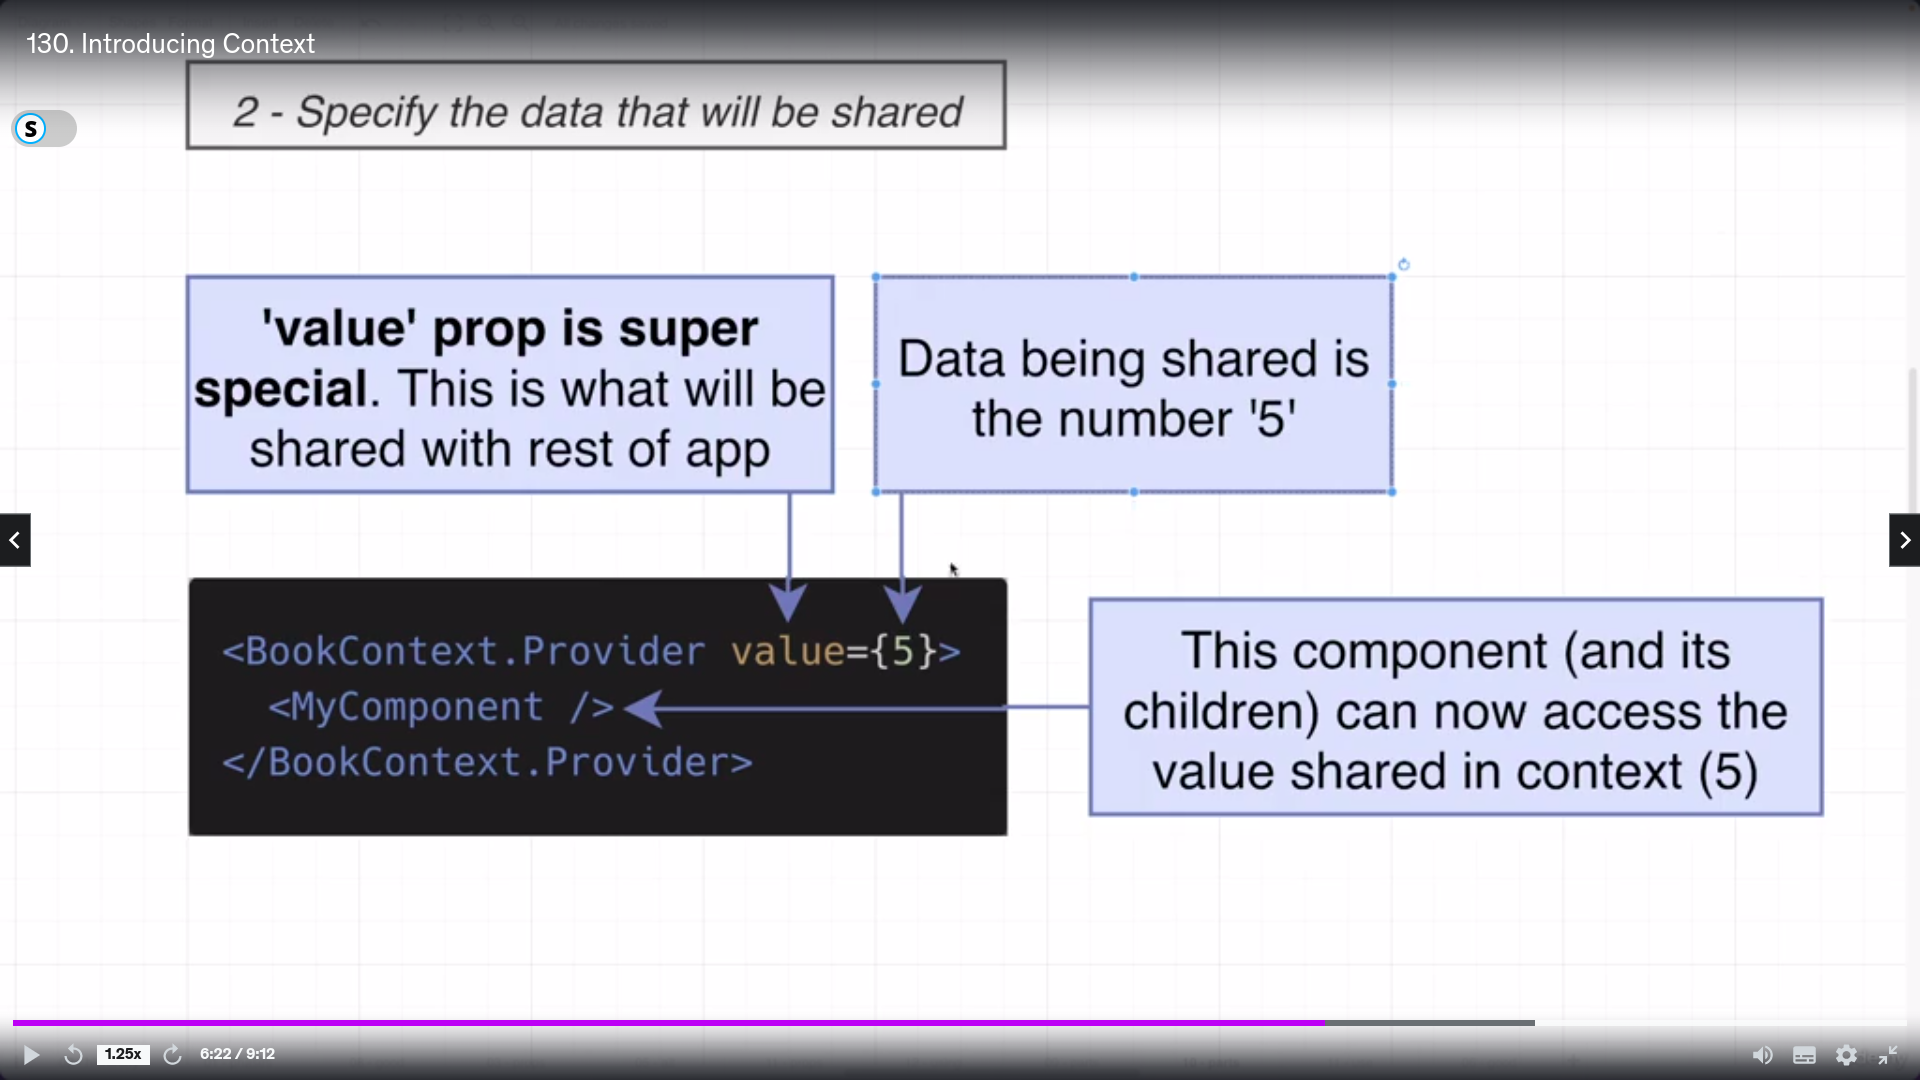 130. Introducing Context
2 - Specify the data that will be shared
S
'value' prop is super
special. This is what will be
shared with rest of app
Data being shared is
the number '5'
<BookContext.Provider value={5}>
<MyComponent />
</BookContext.Provider>
This component (and its
children) can now access the
value shared in context (5)
1.25x
6:22 / 9:12